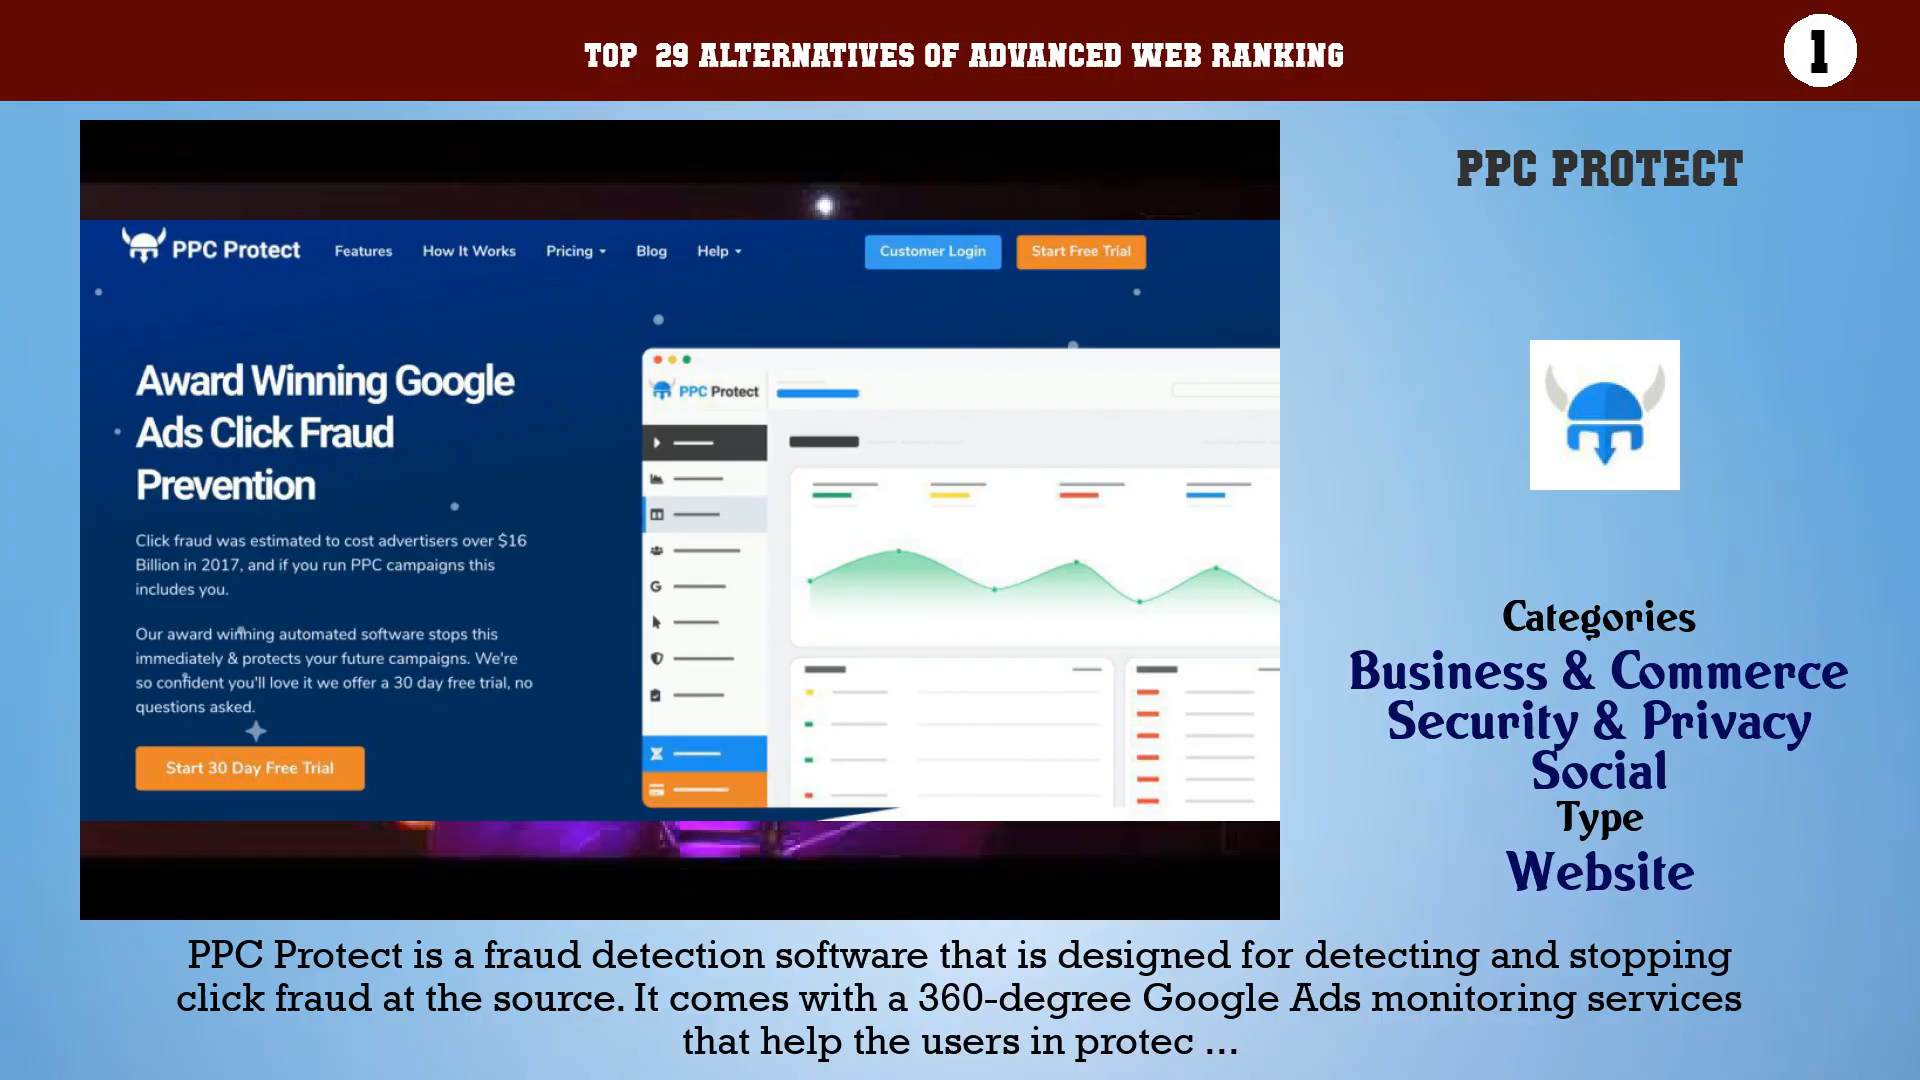 TOP 29 ALTERNATIVES OF ADVANCED WEB RANKING
1
PPC Protect
Features
How It Works
Pricing
Blog
Help
Customer Login
Start Free Trial
Award Winning Google
Ads Click Fraud
Prevention
Click fraud was estimated to cost advertisers over $16
Billion in 2017, and if you run PPC campaigns this
includes you.
Our award winning automated software stops this
immediately & protects your future campaigns. We're
so confident you'll love it we offer a 30 day free trial, no
questions asked.
Start 30 Day Free Trial
PPC Protect
G
PPC PROTECT
Categories
Business & Commerce
Security & Privacy
Social
Type
Website
PPC Protect is a fraud detection software that is designed for detecting and stopping
click fraud at the source. It comes with a 360-degree Google Ads monitoring services
that help the users in protec ...